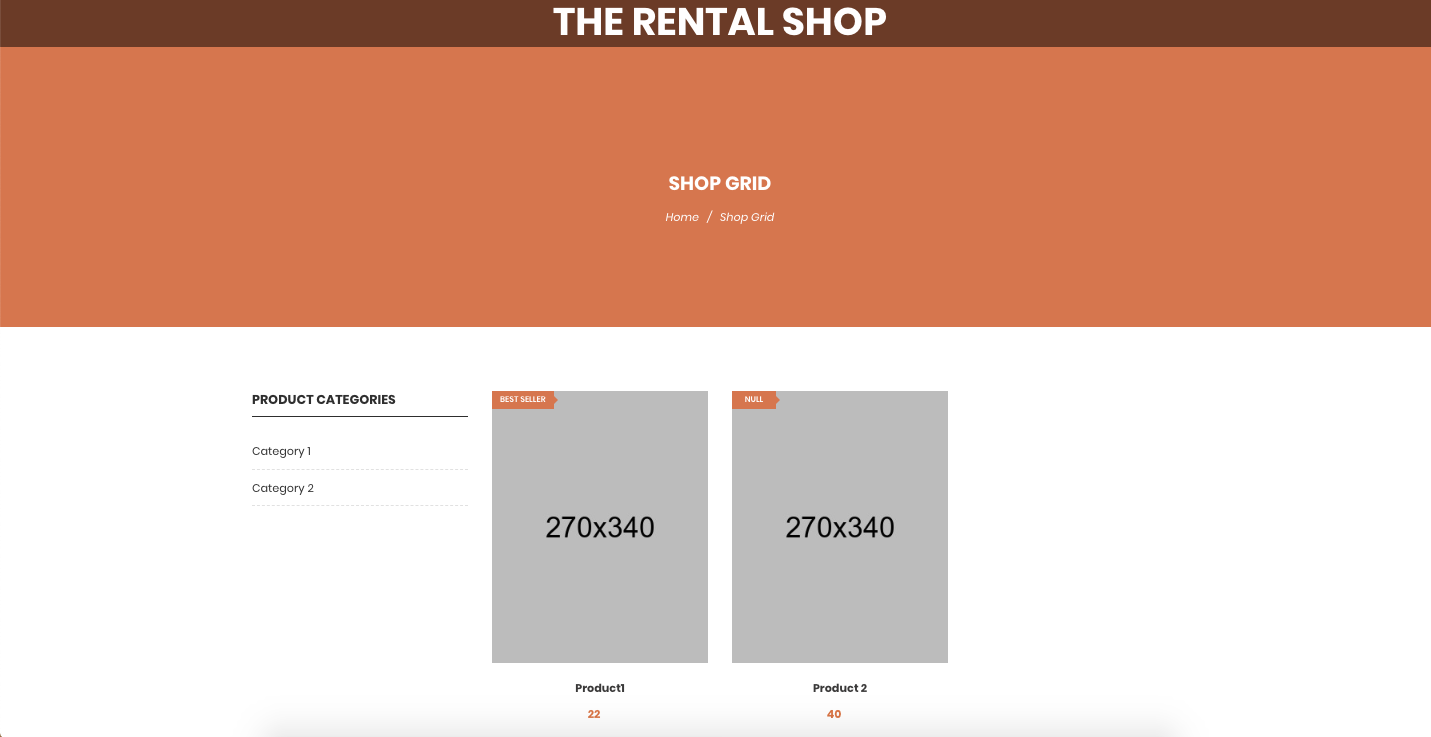 THE RENTAL SHOP
SHOP GRID
Home / Shop Grid
PRODUCT CATEGORIES
Category 1
Category 2
BEST SELLER
270x340
Product1
22
NULL
270x340
Product 2
40